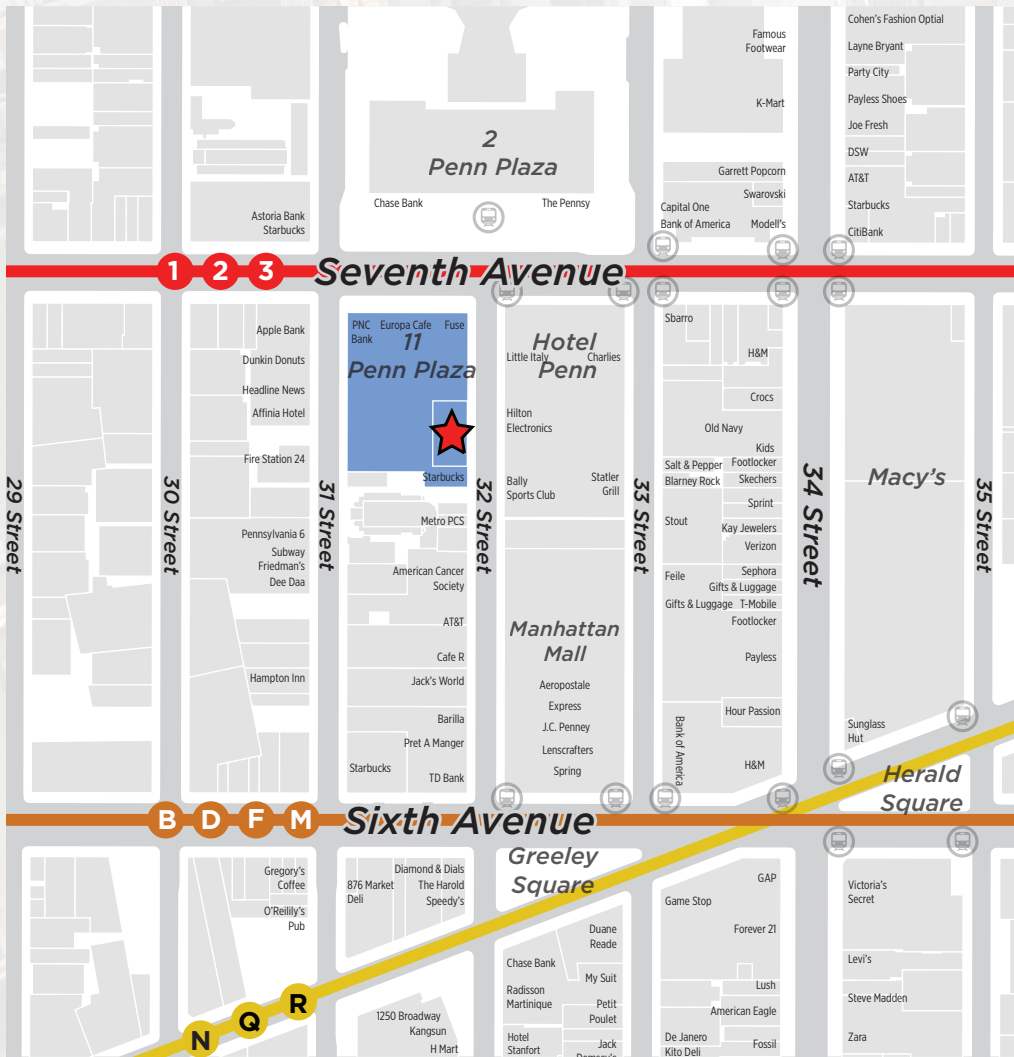 Cohen's Fashion Optial
Layne Bryant
Party City
Payless Shoes
Joe Fresh
DSW
AT&T
Starbucks
CitiBank
Famous
Footwear
K-Mart
Garrett Popcorn
Swarovski
Capital One
Bank of America
Modell's
2
Penn Plaza
Chase Bank
The Pennsy
Astoria Bank
Starbucks
1
2
3
Seventh Avenue
Apple Bank
Dunkin Donuts
Headline News
Affinia Hotel
Fire Station 24
Pennsylvania 6
Subway
Friedman's
Dee Daa
Hampton Inn
PNC
Bank
Europa Cafe
Fuse
11
Penn Plaza
Starbucks
Metro PCS
American Cancer
Society
AT&T
Cafe R
Jack's World
Barilla
Pret A Manger
Starbucks
TD Bank
Hotel
Penn
Little Italy
Charlies
Hilton
Electronics
Bally
Sports Club
Statler
Grill
Manhattan
Mall
Aeropostale
Express
J.C. Penney
Lenscrafters
Spring
Sbarro
H&M
Crocs
Old Navy
Kids
Footlocker
Salt & Pepper
Blarney Rock
Skechers
Sprint
Stout
Kay Jewelers
Verizon
Feile
Sephora
Gifts & Luggage
Gifts & Luggage
T-Mobile
Footlocker
Payless
Hour Passion
Bank of America
H&M
Macy's
Sunglass
Hut
Herald
Square
29 Street
30 Street
31 Street
32 Street
33 Street
34 Street
35 Street
B
D
F
M
Sixth Avenue
Greeley
Square
Gregory's
Coffee
O'Reilily's
Pub
876 Market
Deli
Diamond & Dials
The Harold
Speedy's
N
Q
R
1250 Broadway
Kangsun
H Mart
Duane
Reade
Chase Bank
My Suit
Radisson
Martinique
Petit
Poulet
Hotel
Stanfort
Jack
GAP
Game Stop
Forever 21
Lush
American Eagle
De Janero
Kito Deli
Fossil
Victoria's
Secret
Levi's
Steve Madden
Zara